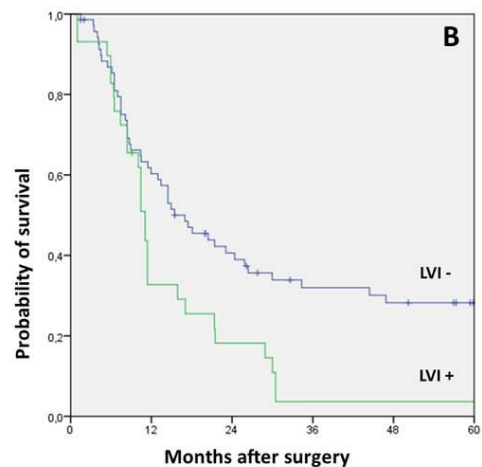 B
1,0
0,8
0,6
0,4
0,2
0,0
Probability of survival
LVI -
LVI +
0 12 24 36 48 60
Months after surgery